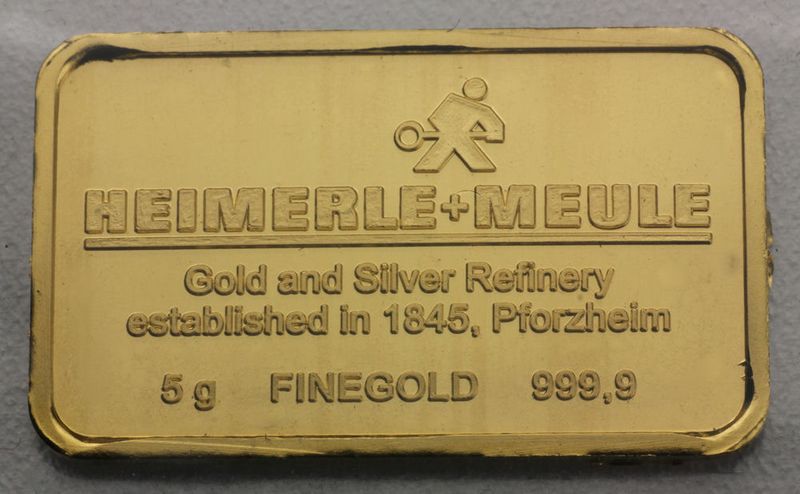 HEIMERLE+MEULE
Gold and Silver Refinery
established in 1845, Pforzheim
5 g FINEGOLD 999,9